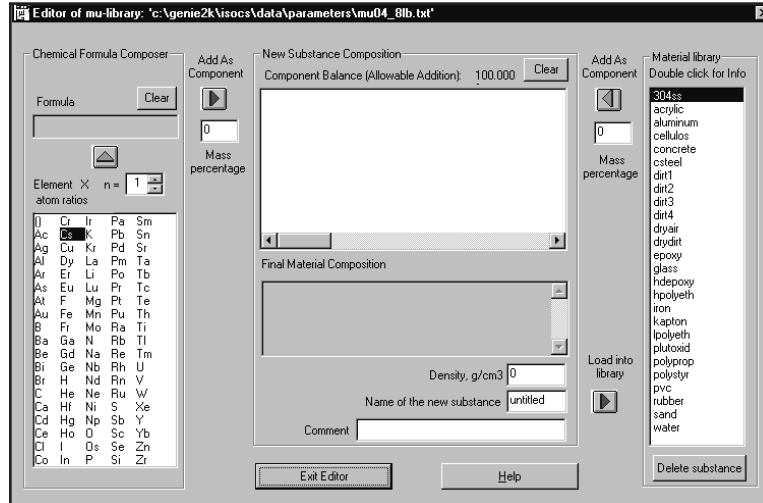 Editor of mu-library: 'c:\genie2k\isocs\data\parameters\mu04_8lb.txt'
Chemical Formula Composer
Formula
Clear
Element X n = 1
atom ratios
() Cr Ir Pa Sm
Ac Cs K Pb Sn
Ag Cu Kr Pd Sr
Al Dy La Pm Ta
Ar Er Li Po Tb
As Eu Lu Pr Tc
At F Mg Pt Te
Au Fe Mn Pu Th
B Fr Mo Ra Ti
Ba Ga N Rb Tl
Be Gd Na Re Tm
Bi Ge Nb Rh U
Br H Nd Rn V
C He Ne Ru W
Ca Hf Ni S Xe
Cd Hg Np Sb Y
Ce Ho O Sc Yb
Cl I Os Se Zn
Co In P Si Zr
Add As
Component
0
Mass
percentage
New Substance Composition
Component Balance (Allowable Addition): 100.000
Clear
Final Material Composition
Density, g/cm3 0
Name of the new substance untitled
Comment
Exit Editor
Help
Add As
Component
0
Mass
percentage
Load into
library
Material library
Double click for Info
304ss
acrylic
aluminum
cellulos
concrete
csteel
dirt1
dirt2
dirt3
dirt4
dryair
drydirt
epoxy
glass
hdepoxy
hpolyeth
iron
kapton
lpolyeth
plutoxid
polyprop
polystyr
pvc
rubber
sand
water
Delete substance